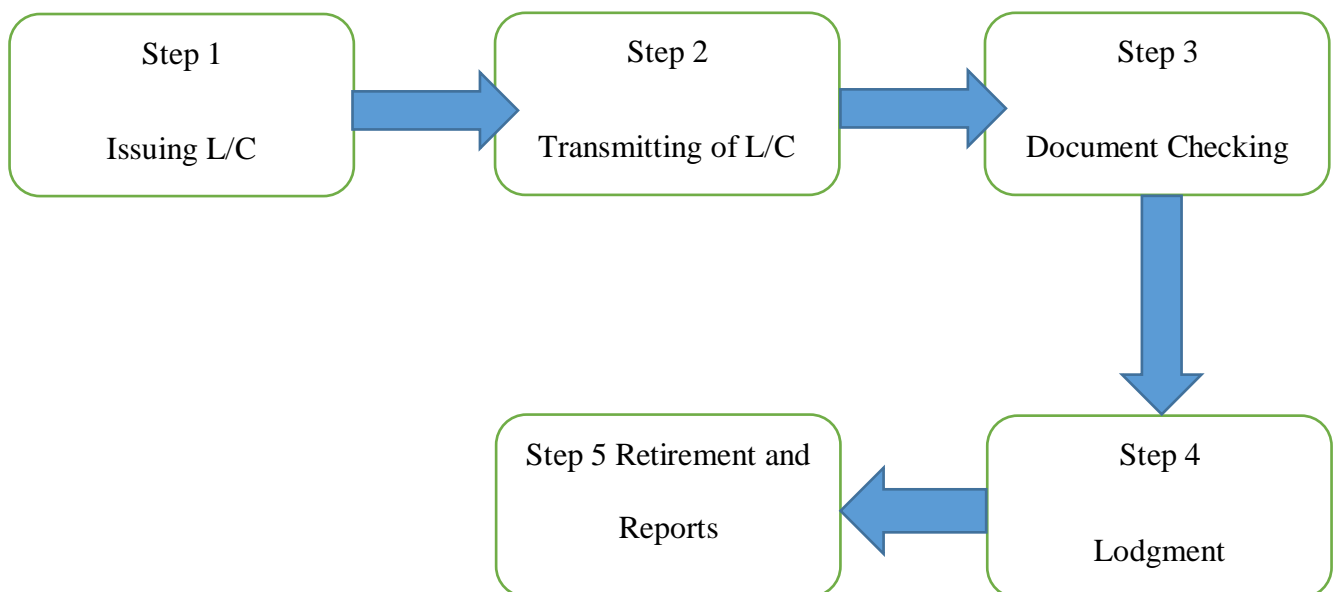 Step 1
Issuing L/C
Step 2
Transmitting of L/C
Step 3
Document Checking
Step 4
Lodgment
Step 5 Retirement and
Reports